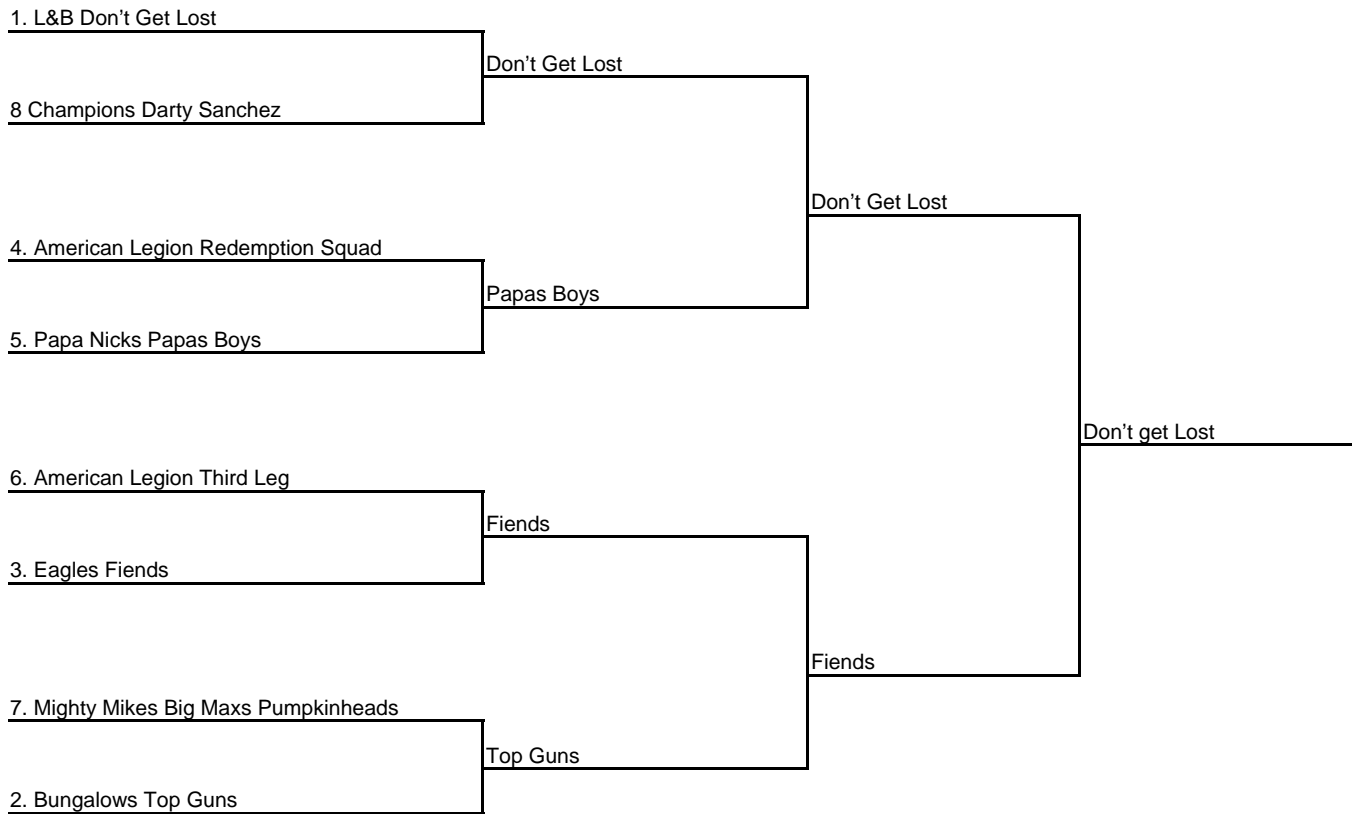 1. L&B Don’t Get Lost
Don’t Get Lost
8 Champions Darty Sanchez
Don’t Get Lost
4. American Legion Redemption Squad
Papas Boys
5. Papa Nicks Papas Boys
Don’t get Lost
6. American Legion Third Leg
Fiends
3. Eagles Fiends
Fiends
7. Mighty Mikes Big Maxs Pumpkinheads
Top Guns
2. Bungalows Top Guns